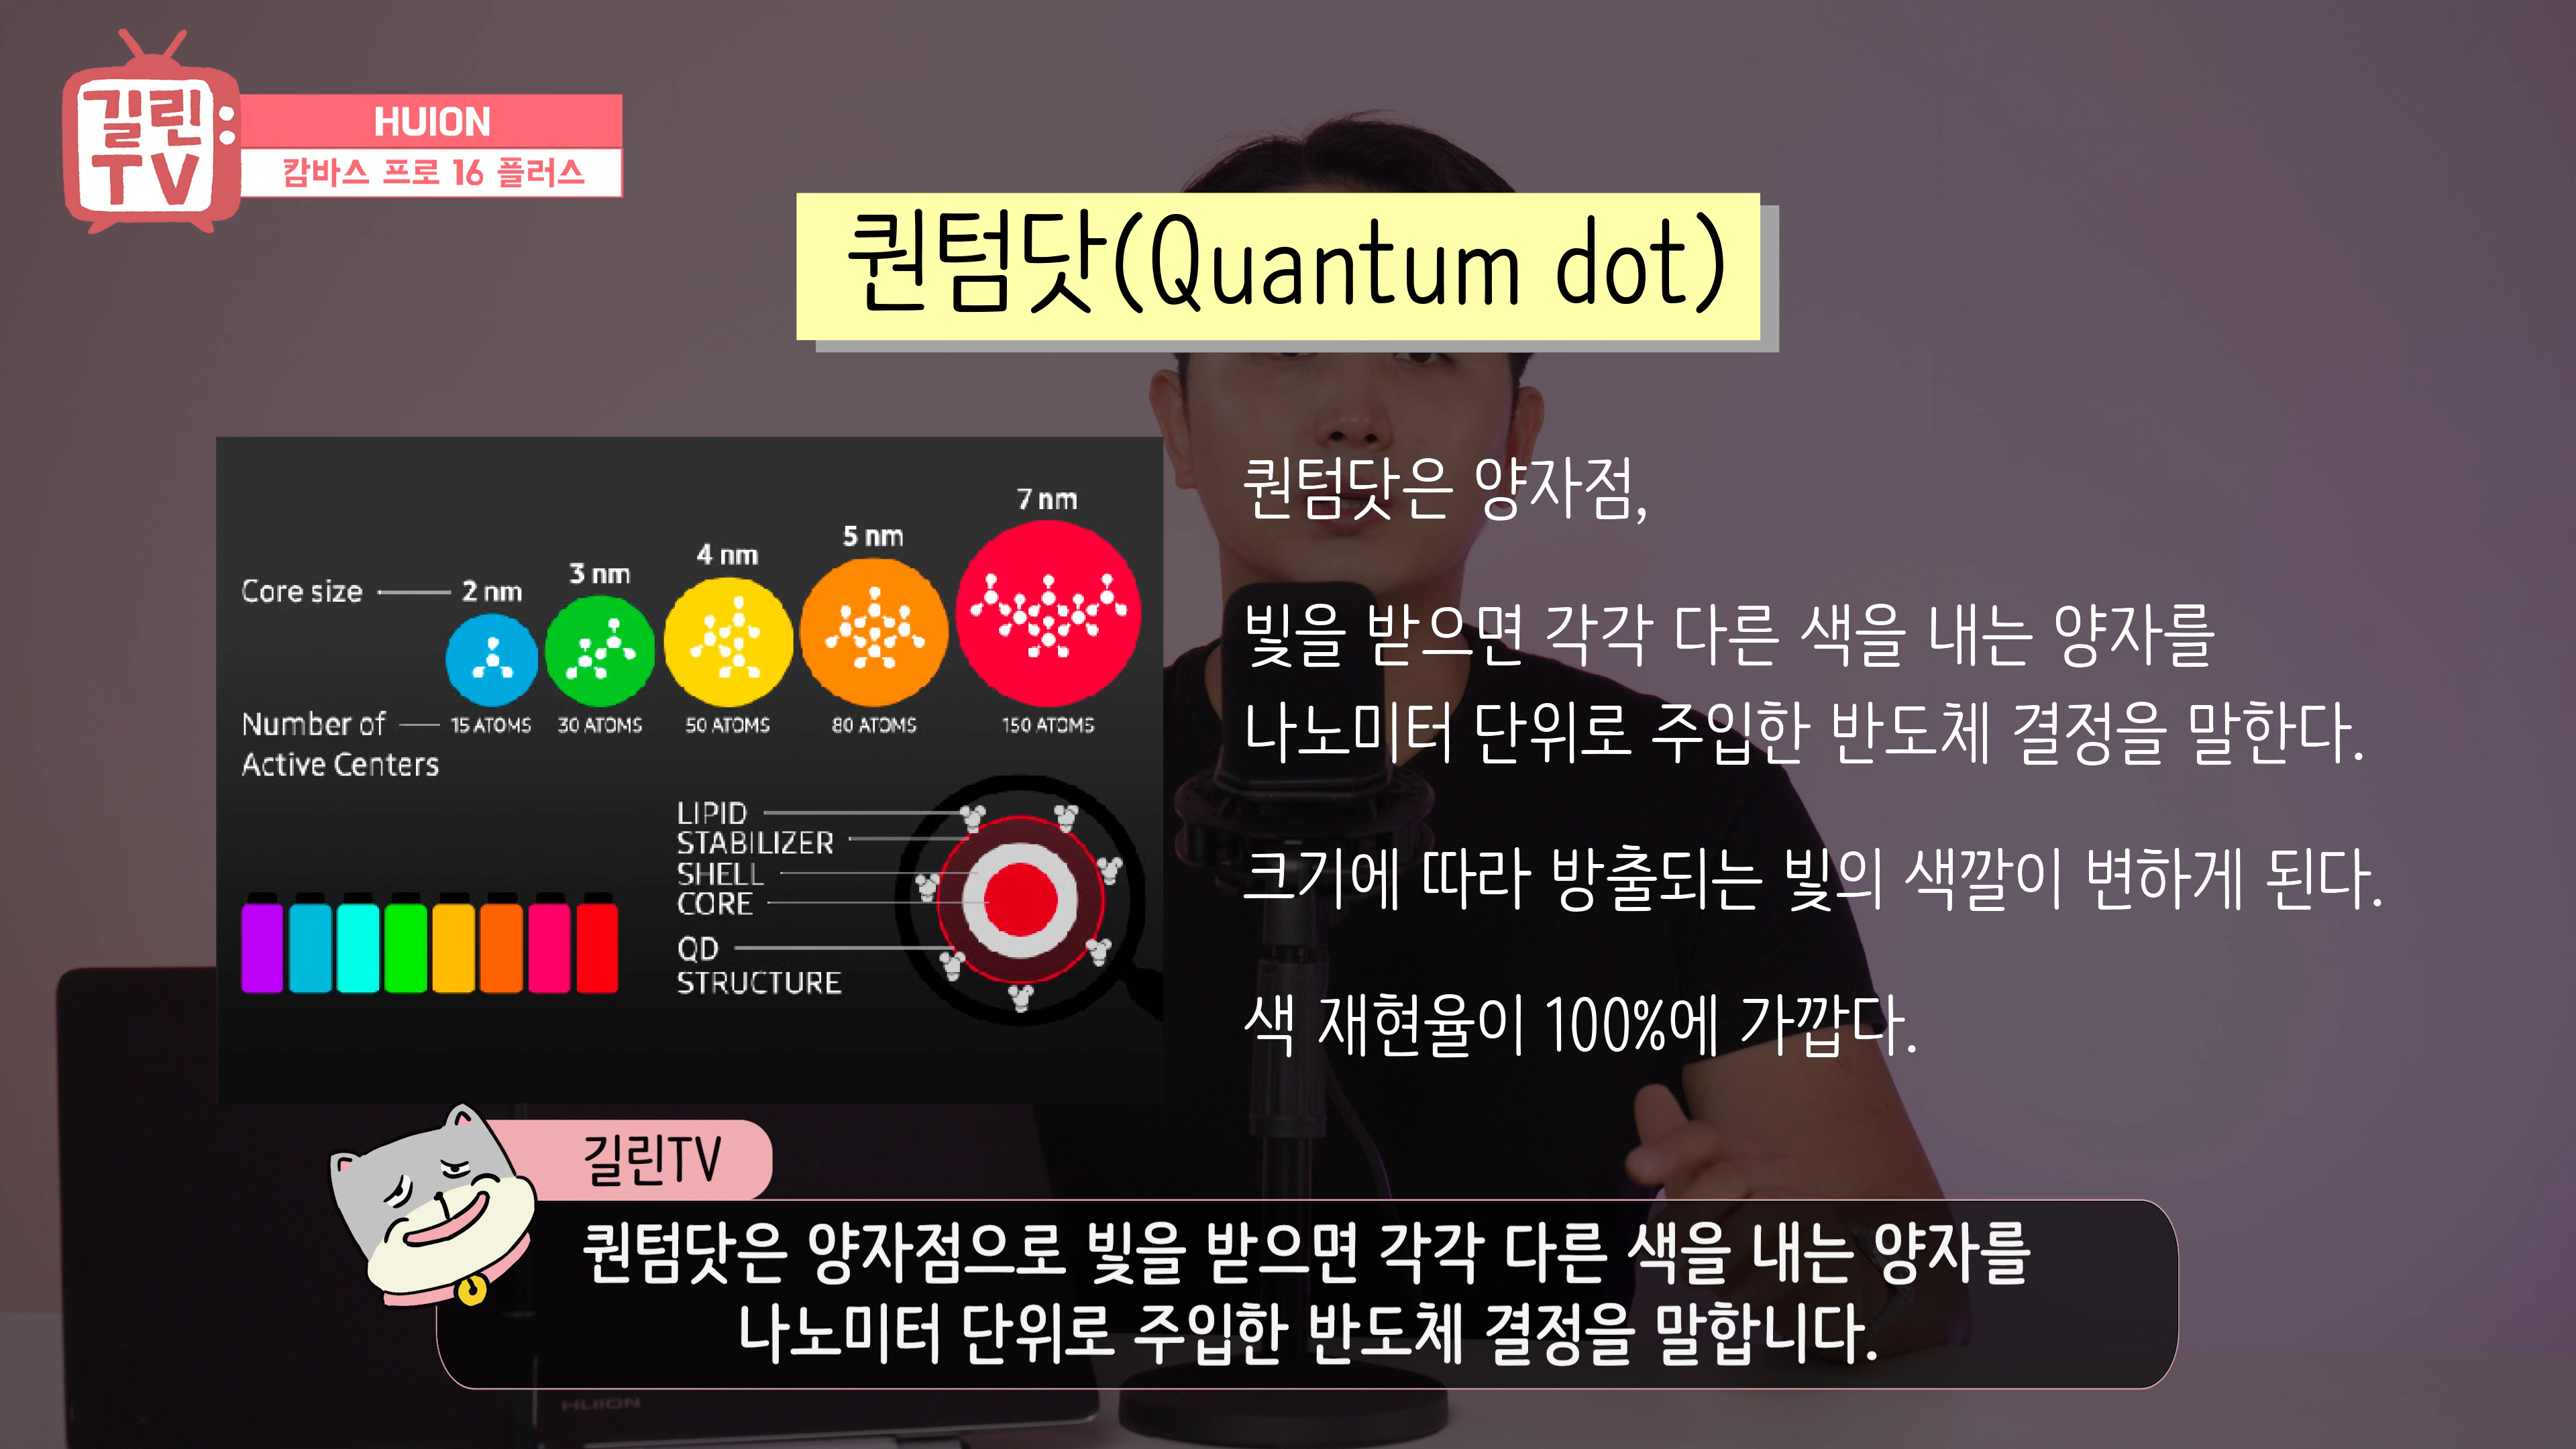 길린
TV
HUION
캄바스 프로 16 플러스
퀀텀닷(Quantum dot)
7 nm
5 nm
4 nm
3 nm
Core size
2 nm
Number of
Active Centers
15 ATOMS
30 ATOMS
50 ATOMS
80 ATOMS
150 ATOMS
LIPID
STABILIZER
SHELL
CORE
QD
STRUCTURE
퀀텀닷은 양자점,
빛을 받으면 각각 다른 색을 내는 양자를
나노미터 단위로 주입한 반도체 결정을 말한다.
크기에 따라 방출되는 빛의 색깔이 변하게 된다.
색 재현율이 100%에 가깝다.
길린TV
퀀텀닷은 양자점으로 빛을 받으면 각각 다른 색을 내는 양자를
나노미터 단위로 주입한 반도체 결정을 말합니다.
HUION